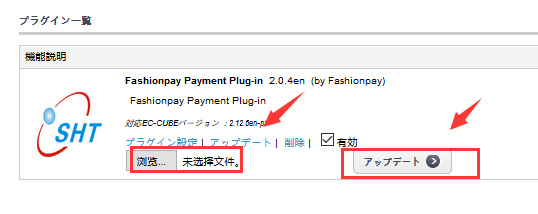 プラグイン一覧
機能説明
Fashionpay Payment Plug-in 2.0.4en (by Fashionpay)
Fashionpay Payment Plug-in
対応EC-CUBEバージョン ：2.12.6en-p
プラグイン設定 | アップデート | 削除 | 有効
SHT
浏览... 未选择文件。
アップデート